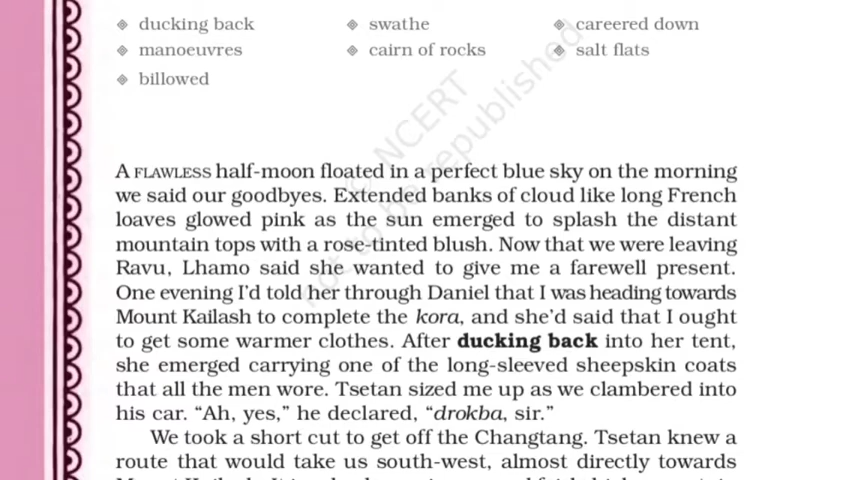 ducking back swathe careered down
manoeuvres cairn of rocks salt flats
billowed
© NCERT
not to be republished
A FLAWLESS half-moon floated in a perfect blue sky on the morning
we said our goodbyes. Extended banks of cloud like long French
loaves glowed pink as the sun emerged to splash the distant
mountain tops with a rose-tinted blush. Now that we were leaving
Ravu, Lhamo said she wanted to give me a farewell present.
One evening I'd told her through Daniel that I was heading towards
Mount Kailash to complete the kora, and she'd said that I ought
to get some warmer clothes. After ducking back into her tent,
she emerged carrying one of the long-sleeved sheepskin coats
that all the men wore. Tsetan sized me up as we clambered into
his car. “Ah, yes,” he declared, “drokba, sir.”
We took a short cut to get off the Changtang. Tsetan knew a
route that would take us south-west, almost directly towards